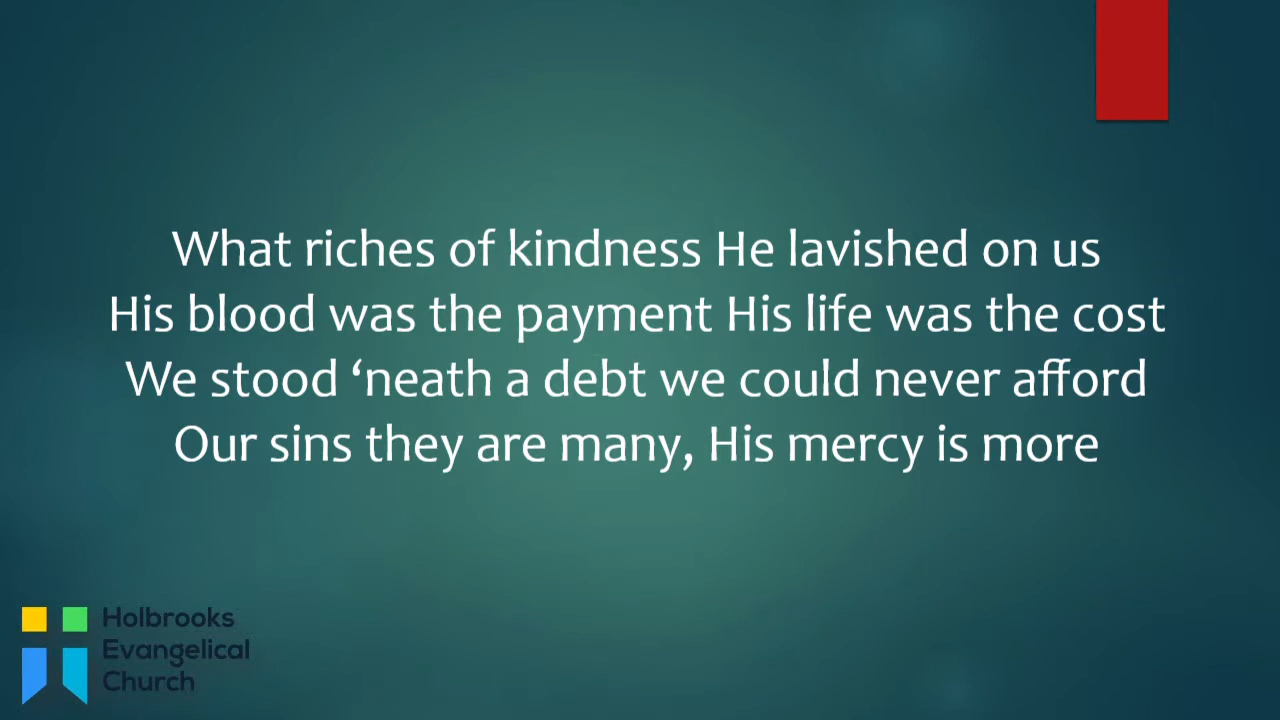 What riches of kindness He lavished on us
His blood was the payment His life was the cost
We stood ‘neath a debt we could never afford
Our sins they are many, His mercy is more
Holbrooks
Evangelical
Church